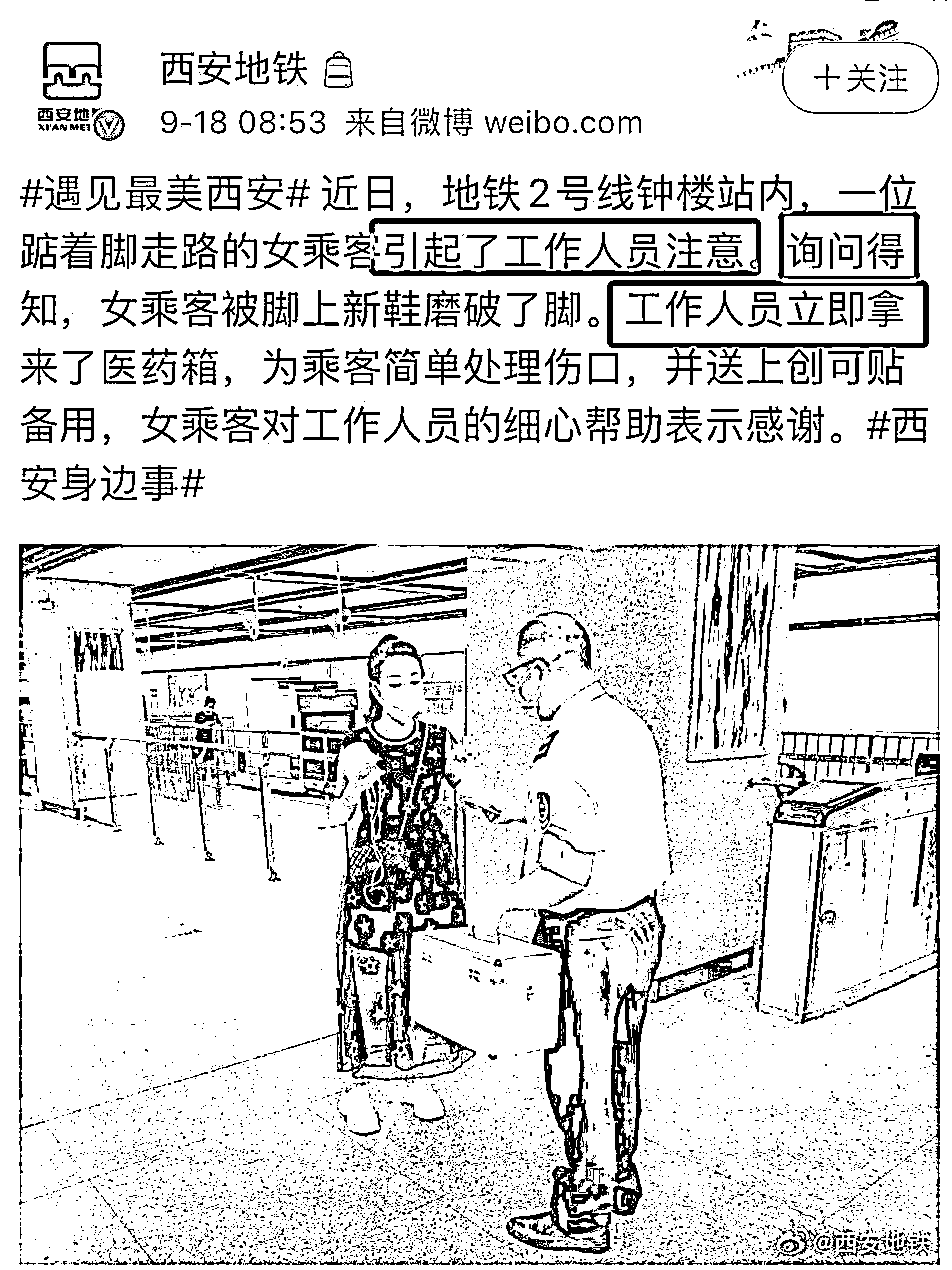 西安地铁
十关注
西安地
XI'AN MET
9-18 08:53 来自微博 weibo.com
#遇见最美西安# 近日，地铁2号线钟楼站内，一位
踮着脚走路的女乘客引起了工作人员注意。询问得
知，女乘客被脚上新鞋磨破了脚。工作人员立即拿
来了医药箱，为乘客简单处理伤口，并送上创可贴
备用，女乘客对工作人员的细心帮助表示感谢。#西
安身边事#
@西安地铁